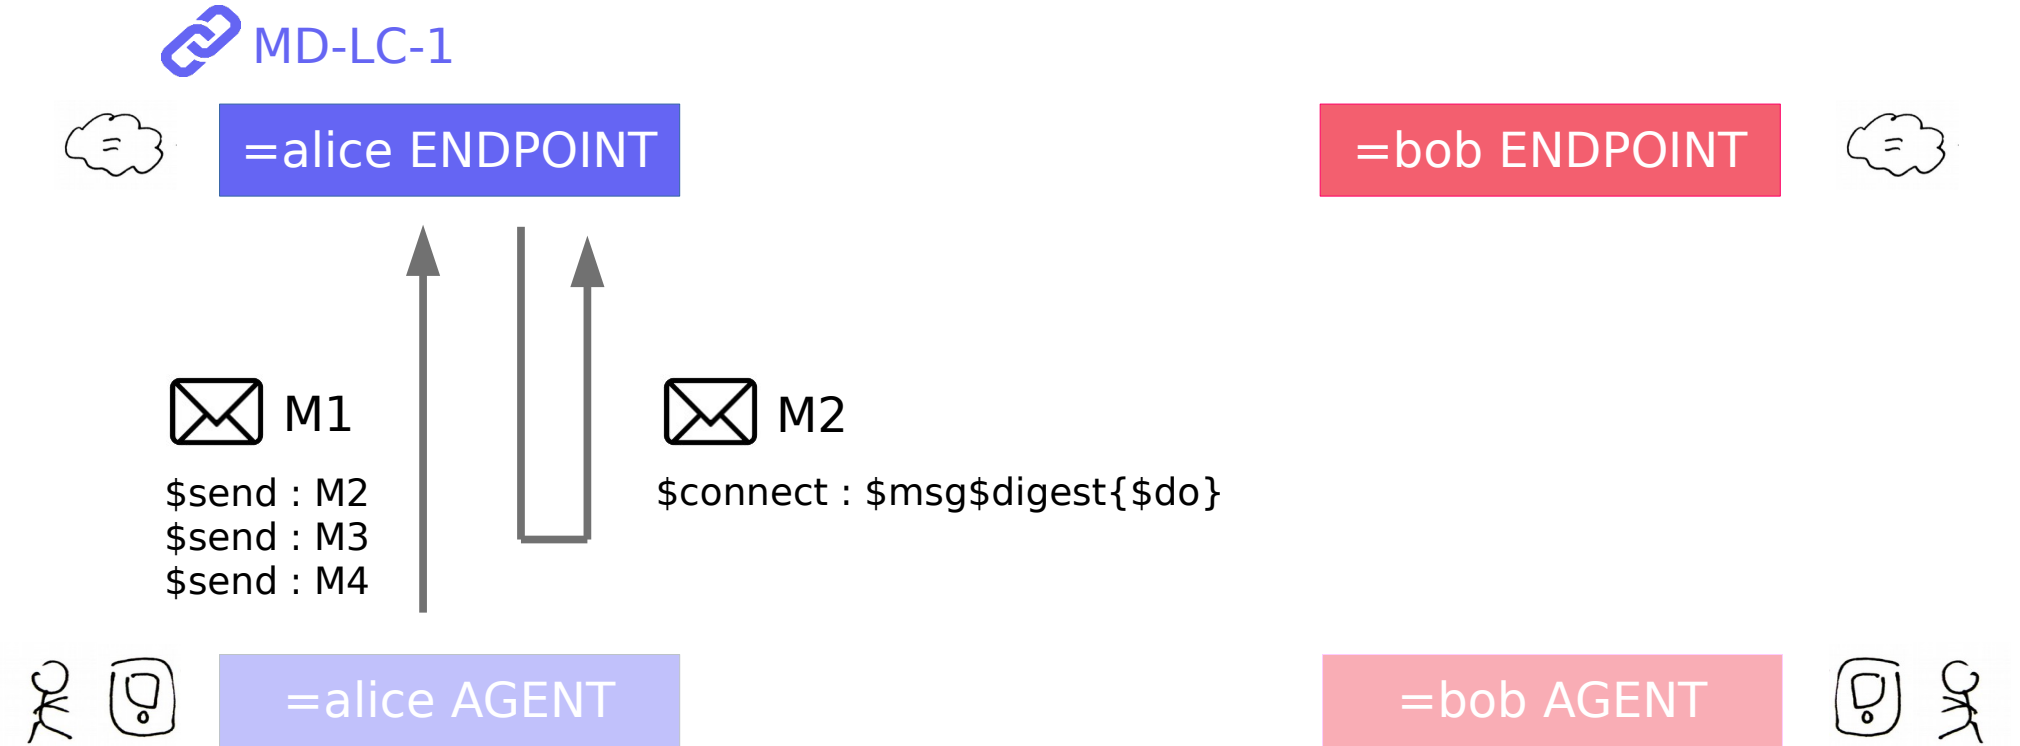 MD-LC-1
=alice ENDPOINT
=bob ENDPOINT
M1
M2
$send : M2
$send : M3
$send : M4
$connect : $msg$digest{$do}
=alice AGENT
=bob AGENT